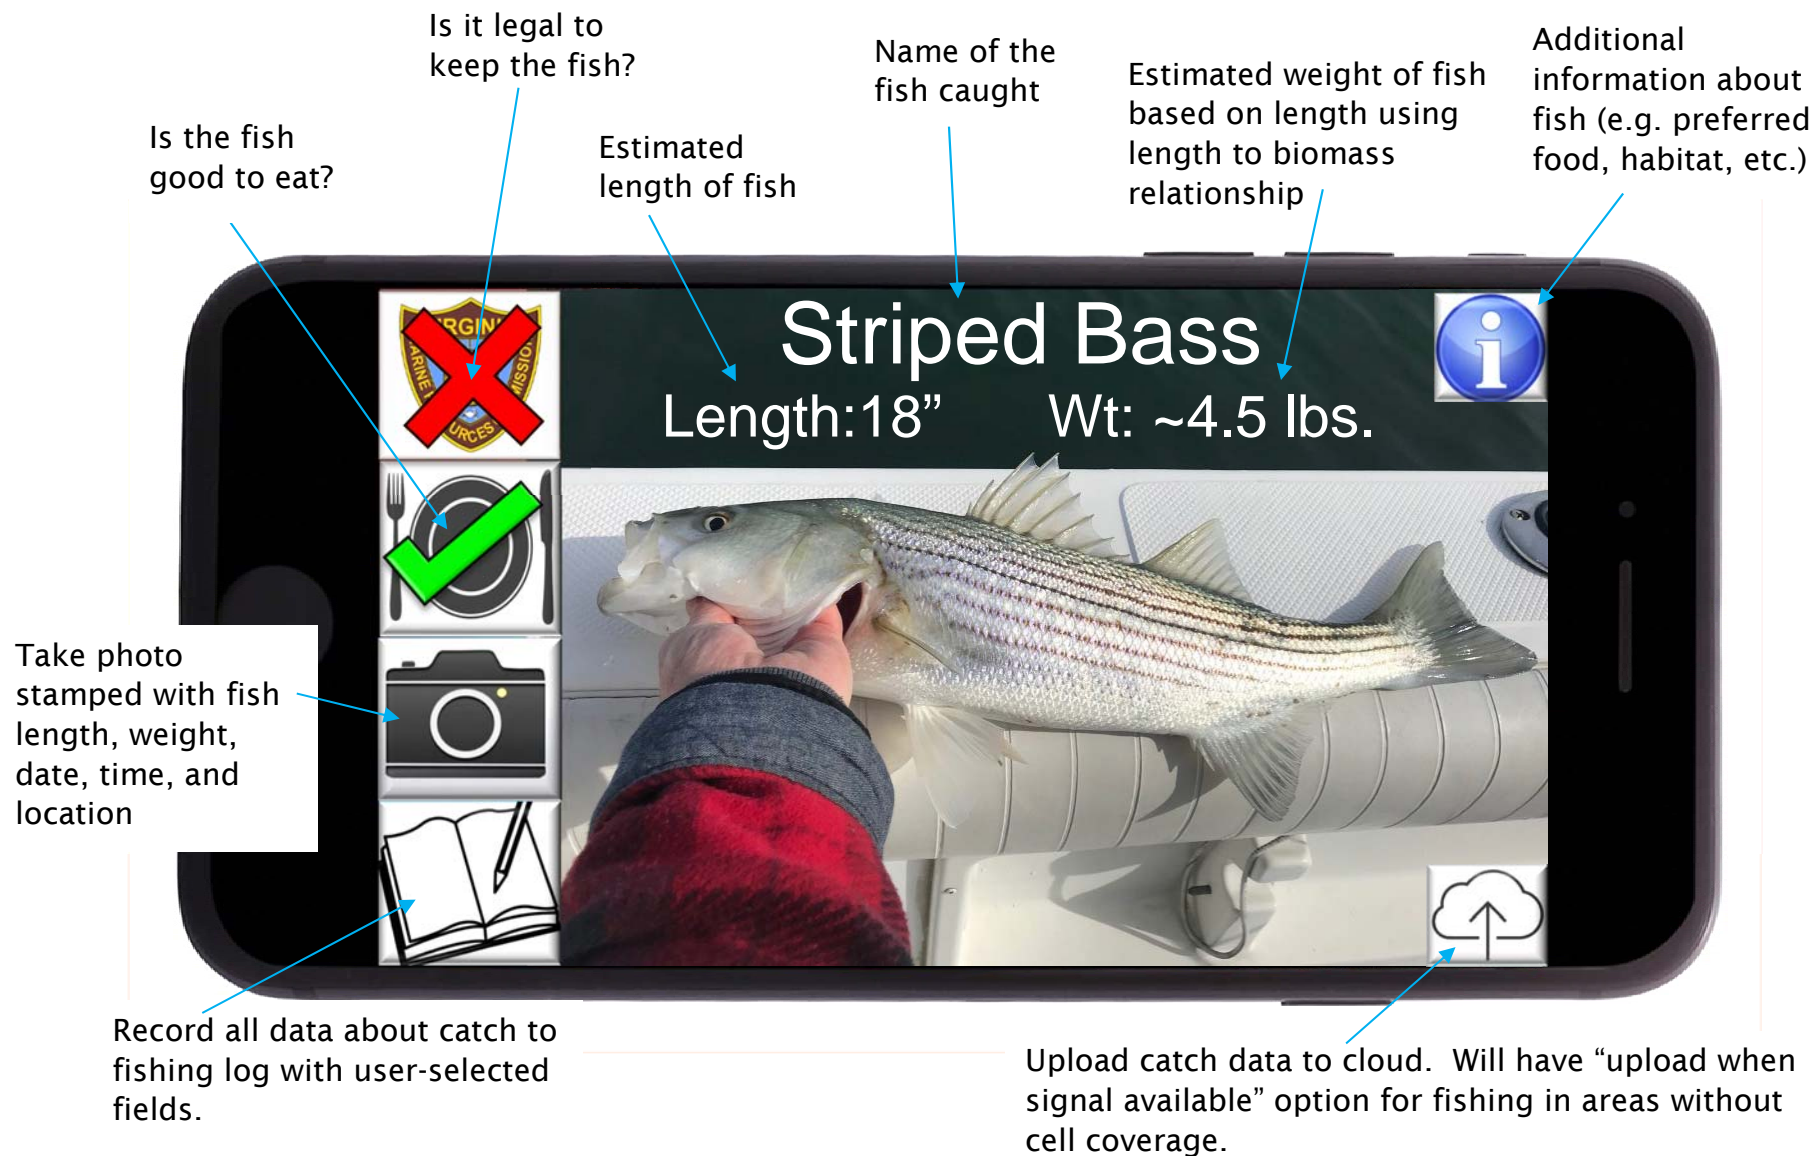 Is it legal to
keep the fish?
Name of the
fish caught
Additional
information about
fish (e.g. preferred
food, habitat, etc.)
Estimated weight of fish
based on length using
length to biomass
relationship
Is the fish
good to eat?
Estimated
length of fish
Striped Bass
Length:18” Wt: ~4.5 lbs.
RGINI
ARINE
MISSION
URCES
Take photo
stamped with fish
length, weight,
date, time, and
location
Record all data about catch to
fishing log with user-selected
fields.
Upload catch data to cloud.  Will have “upload when
signal available” option for fishing in areas without
cell coverage.